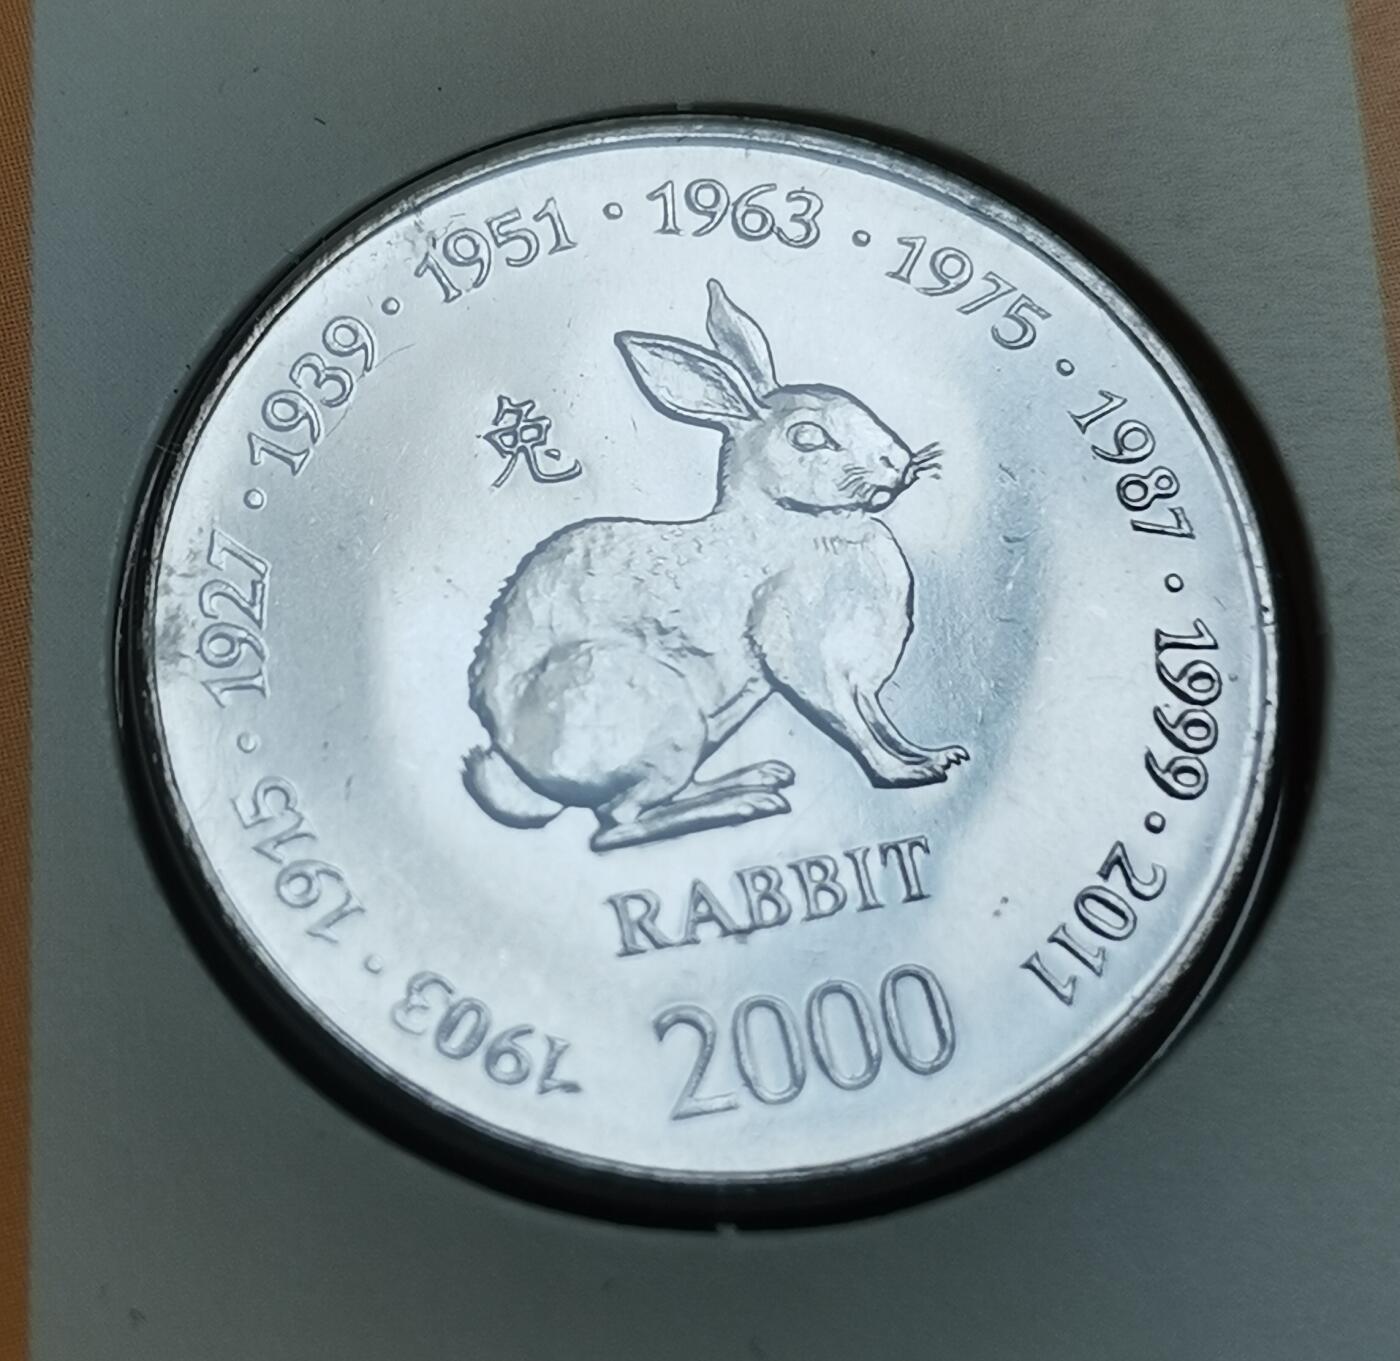 1903 · 1915 · 1927 · 1939 · 1951 · 1963 · 1975 · 1987 · 1999 · 2011
兔
RABBIT
2000